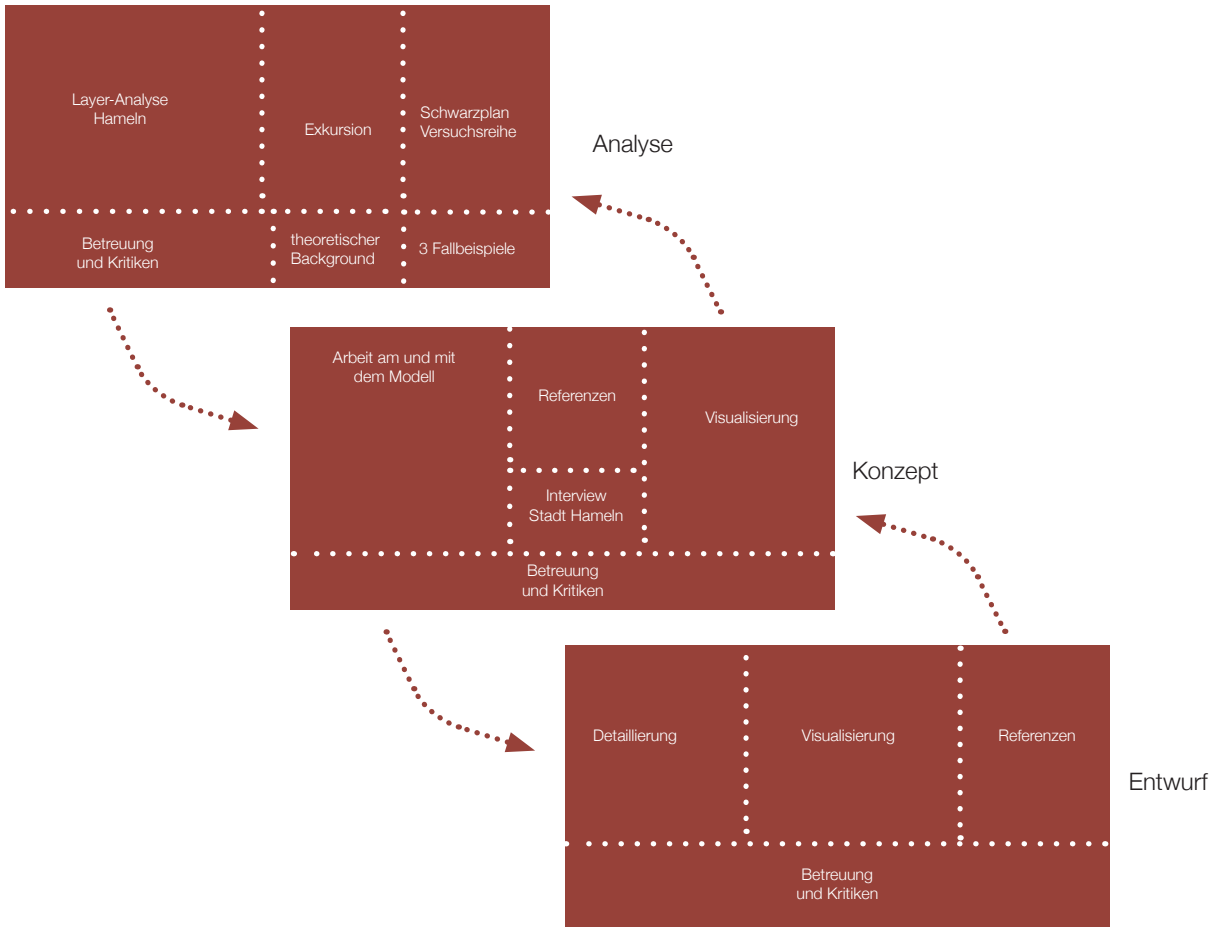 Layer-Analyse
Hameln
Exkursion
Schwarzplan
Versuchsreihe
Betreuung
und Kritiken
theoretischer
Background
3 Fallbeispiele
Analyse
Arbeit am und mit
dem Modell
Referenzen
Visualisierung
Interview
Stadt Hameln
Betreuung
und Kritiken
Konzept
Detaillierung
Visualisierung
Referenzen
Betreuung
und Kritiken
Entwurf